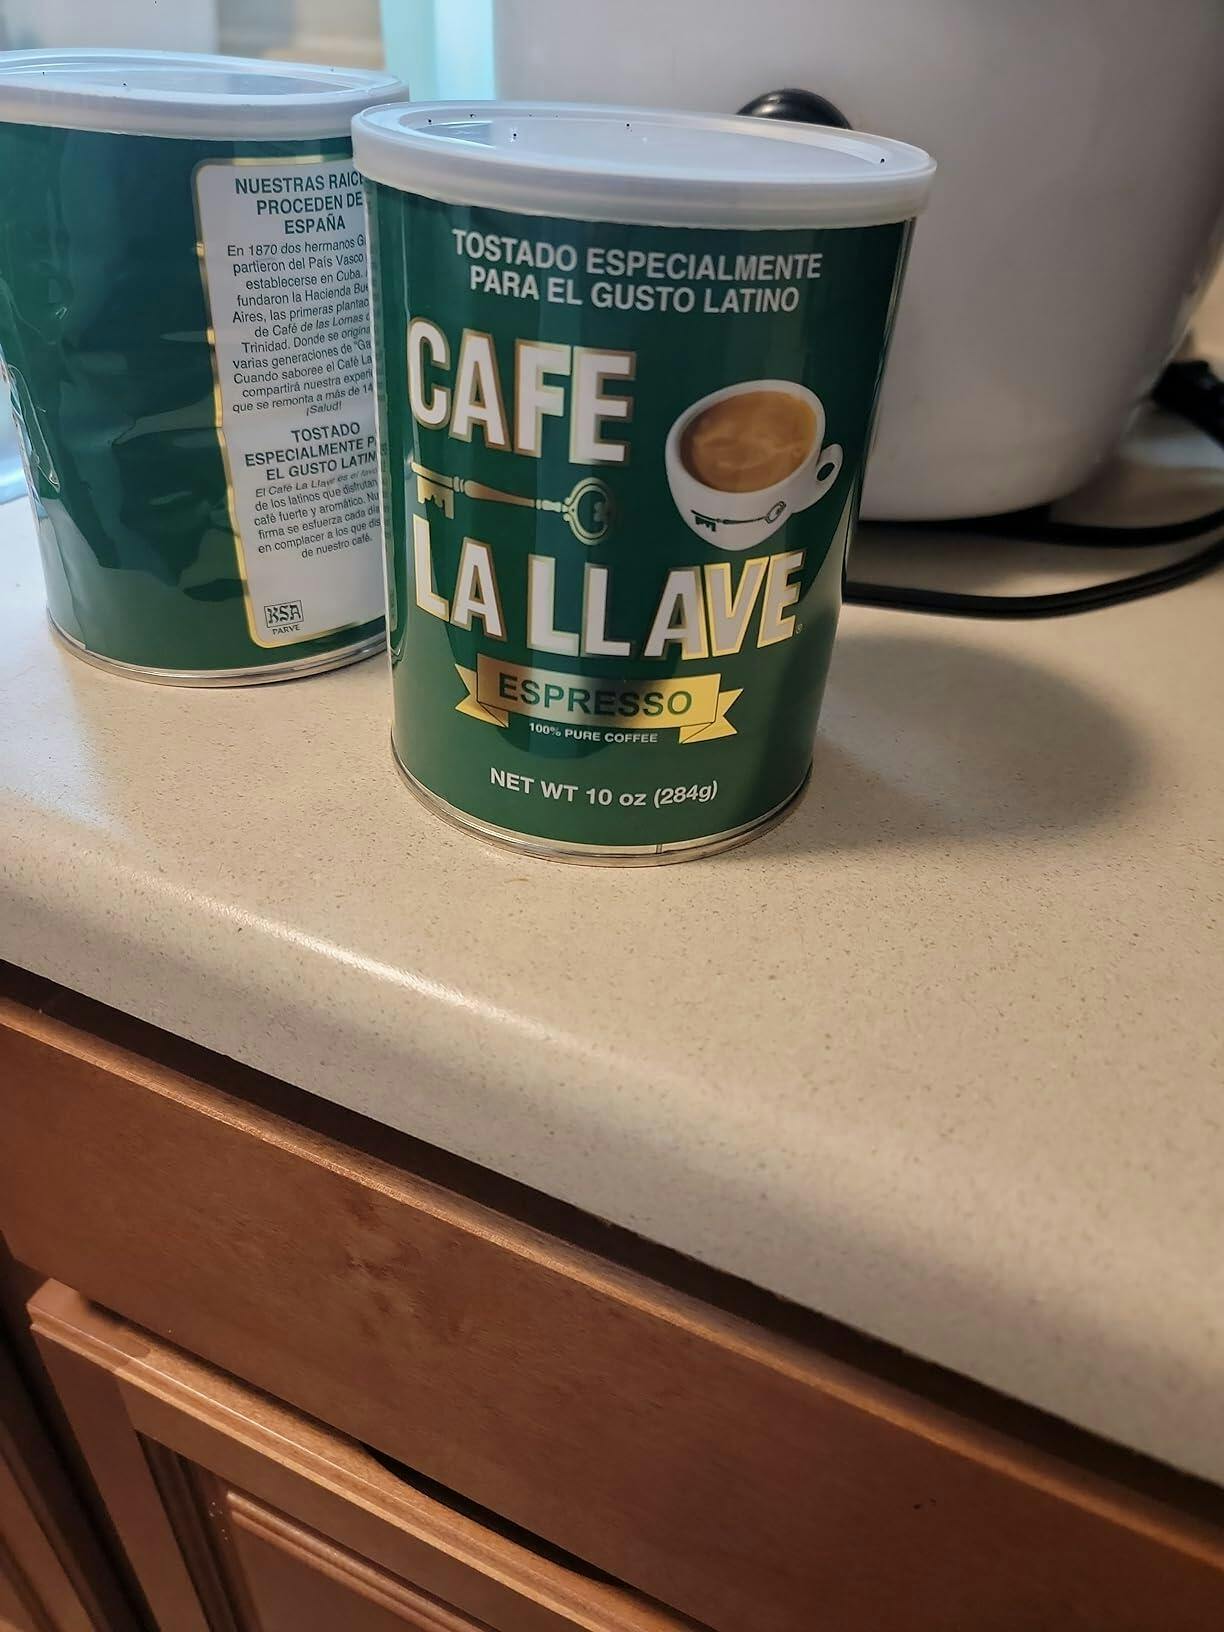 NUESTRAS
PROCEDEN DE
ESPAÑA
En 1870 dos hermanos
partieron del País Vasco
establecerse en Cuba.
fundaron la Hacienda
Aires, las primeras
de Café de las Lomas
Trinidad. Donde se
varias generaciones de
Cuando saboree el Café
compartirá nuestra
que se remonta a más de
¡Salud!
TOSTADO
ESPECIALMENTE
EL GUSTO
El Café La Llave es el
de los latinos que disfrutan
café fuerte y aromático.
firma se esfuerza cada
en complacer a los que
de nuestro café.
KSA
PARVE
TOSTADO ESPECIALMENTE
PARA EL GUSTO LATINO
CAFE
LA LLAVE®
ESPRESSO
100% PURE COFFEE
NET WT 10 oz (284g)